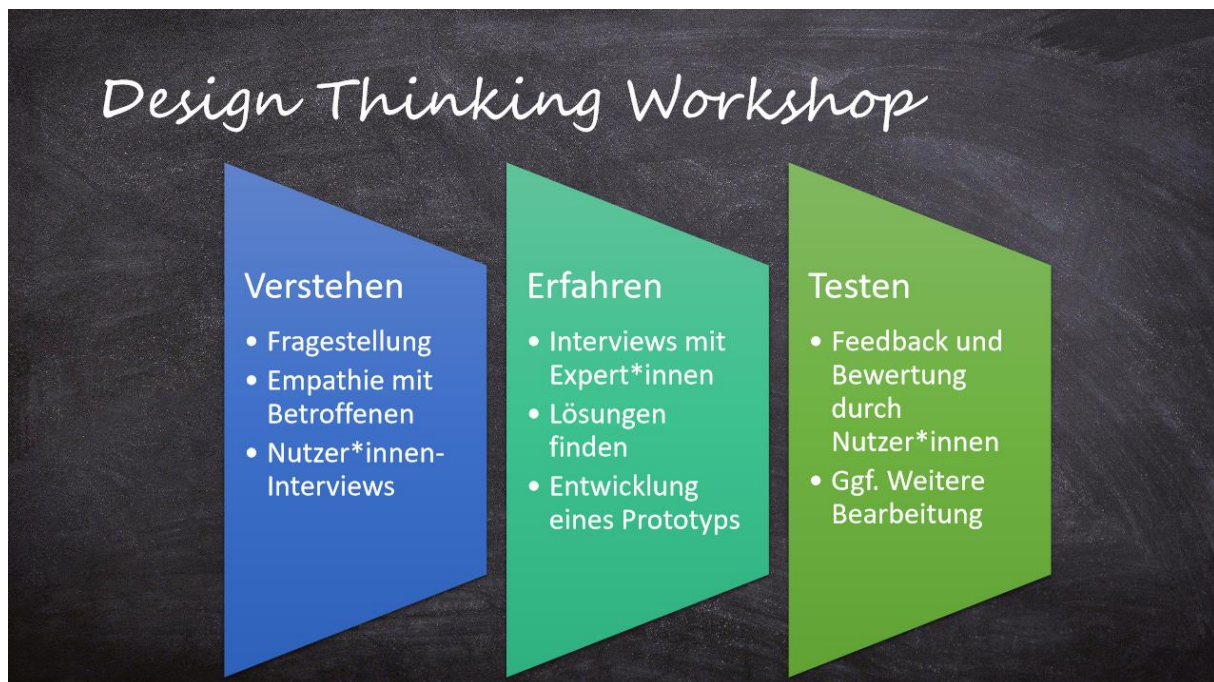 Design Thinking Workshop
Verstehen
• Fragestellung
• Empathie mit
Betroffenen
• Nutzer*innen-
Interviews
Erfahren
• Interviews mit
Expert*innen
• Lösungen
finden
• Entwicklung
eines Prototyps
Testen
• Feedback und
Bewertung
durch
Nutzer*innen
• Ggf. Weitere
Bearbeitung